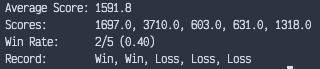 Average Score: 1591.8
Scores: 1697.0, 3710.0, 603.0, 631.0, 1318.0
Win Rate: 2/5 (0.40)
Record: Win, Win, Loss, Loss, Loss